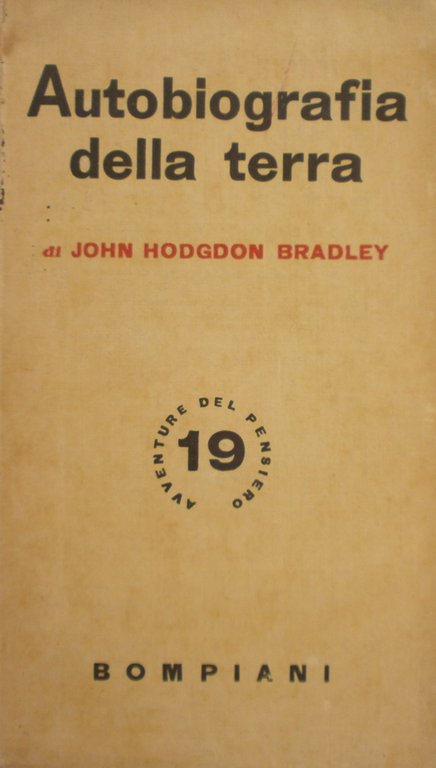 Autobiografia
della terra
di JOHN HODGDON BRADLEY
AVVENTURE DEL PENSIERO
19
BOMPIANI